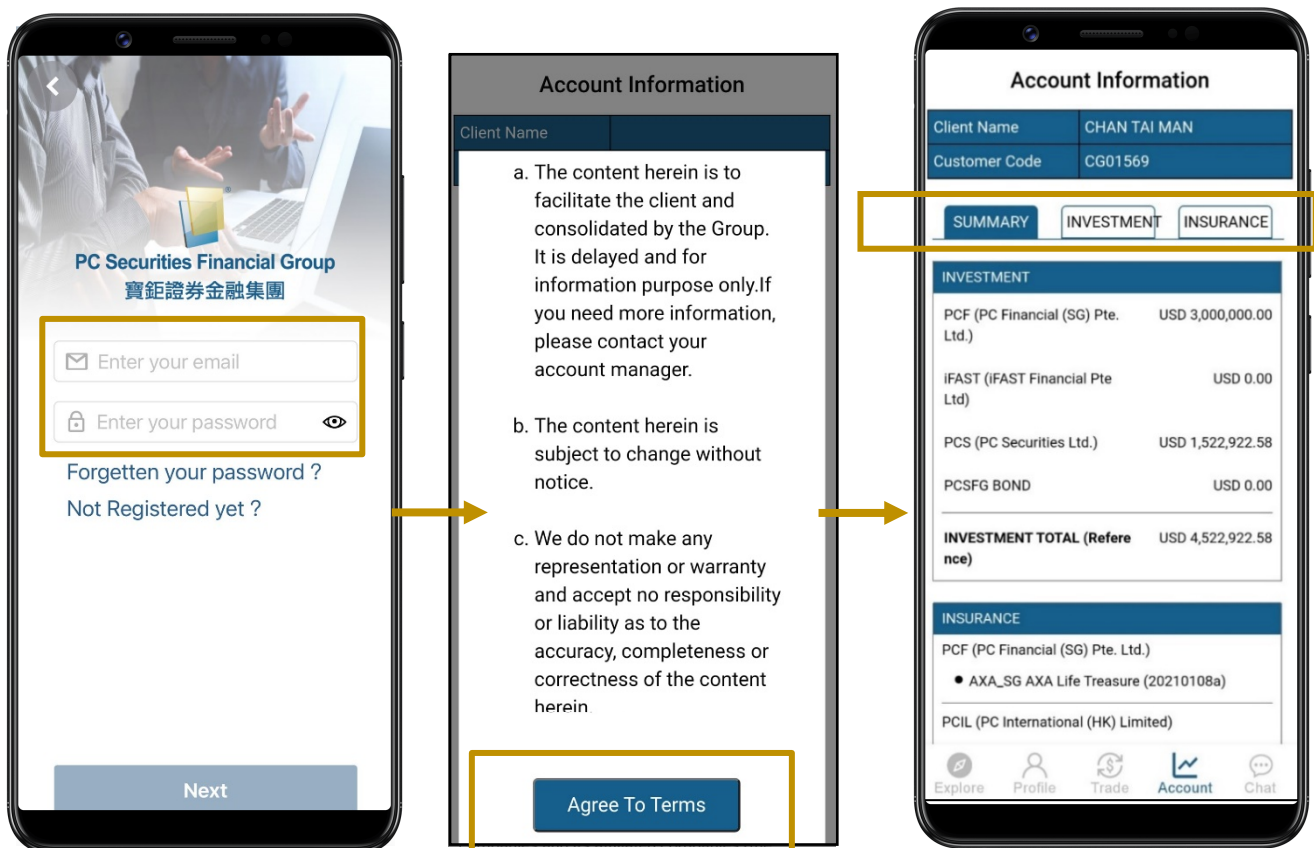 PC Securities Financial Group
寶鉅證券金融集團
Enter your email
Enter your password
Forgetten your password ?
Not Registered yet ?
Next
Account Information
Client Name
a. The content herein is to
facilitate the client and
consolidated by the Group.
It is delayed and for
information purpose only.If
you need more information,
please contact your
account manager.
b. The content herein is
subject to change without
notice.
c. We do not make any
representation or warranty
and accept no responsibility
or liability as to the
accuracy, completeness or
correctness of the content
herein.
Agree To Terms
Account Information
Client Name CHAN TAI MAN
Customer Code CG01569
SUMMARY INVESTMENT INSURANCE
INVESTMENT
PCF (PC Financial (SG) Pte. USD 3,000,000.00
Ltd.)
iFAST (iFAST Financial Pte USD 0.00
Ltd)
PCS (PC Securities Ltd.) USD 1,522,922.58
PCSFG BOND USD 0.00
INVESTMENT TOTAL (Refere USD 4,522,922.58
nce)
INSURANCE
PCF (PC Financial (SG) Pte. Ltd.)
• AXA_SG AXA Life Treasure (20210108a)
PCIL (PC International (HK) Limited)
Explore Profile Trade Account Chat